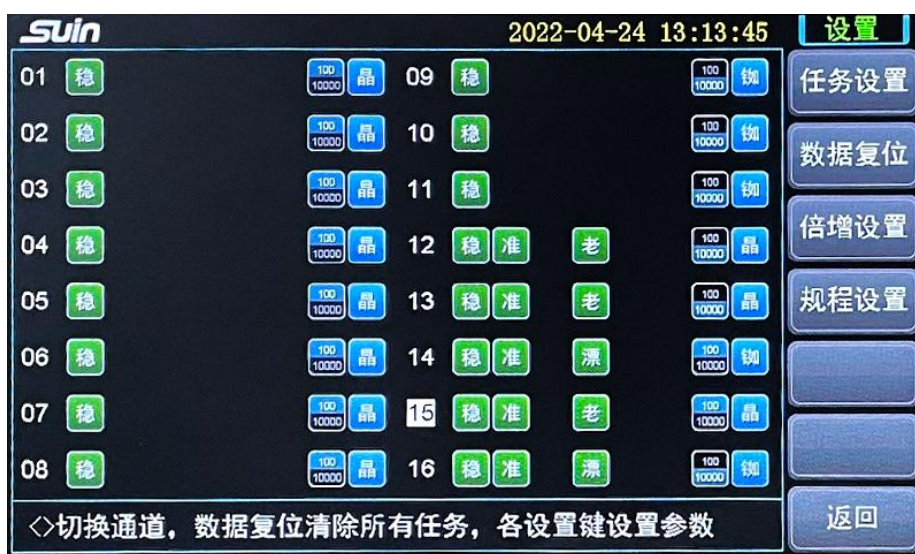 Suin 2022-04-24 13:13:45 设置
01 稳 100 10000 晶 09 稳 100 10000 铷 任务设置
02 稳 100 10000 晶 10 稳 100 10000 铷 数据复位
03 稳 100 10000 晶 11 稳 100 10000 铷
04 稳 100 10000 晶 12 稳 准 老 100 10000 晶 倍增设置
05 稳 100 10000 晶 13 稳 准 老 100 10000 晶 规程设置
06 稳 100 10000 晶 14 稳 准 漂 100 10000 铷
07 稳 100 10000 晶 15 稳 准 老 100 10000 晶
08 稳 100 10000 晶 16 稳 准 漂 100 10000 铷
<>切换通道，数据复位清除所有任务，各设置键设置参数 返回